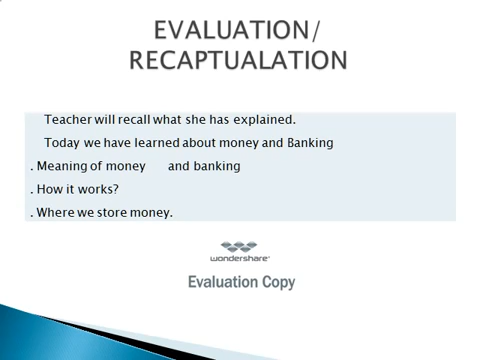 EVALUATION/
RECAPTUALATION
Teacher will recall what she has explained.
Today we have learned about money and Banking
. Meaning of money and banking
. How it works?
. Where we store money.
wondershare
Evaluation Copy